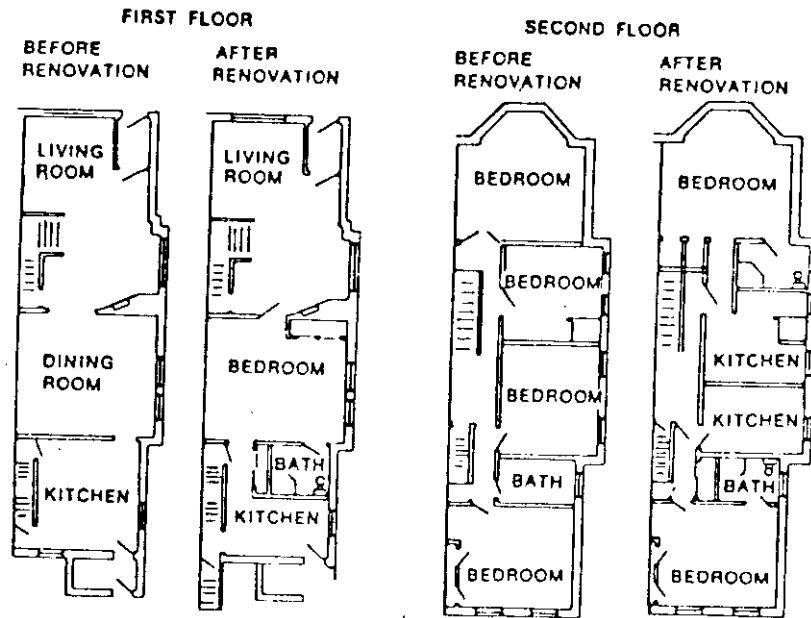 FIRST FLOOR
BEFORE
RENOVATION
AFTER
RENOVATION
LIVING
ROOM
DINING
ROOM
KITCHEN
LIVING
ROOM
BEDROOM
BATH
KITCHEN
SECOND FLOOR
BEFORE
RENOVATION
AFTER
RENOVATION
BEDROOM
BEDROOM
BEDROOM
BATH
BEDROOM
BEDROOM
KITCHEN
KITCHEN
BATH
BEDROOM